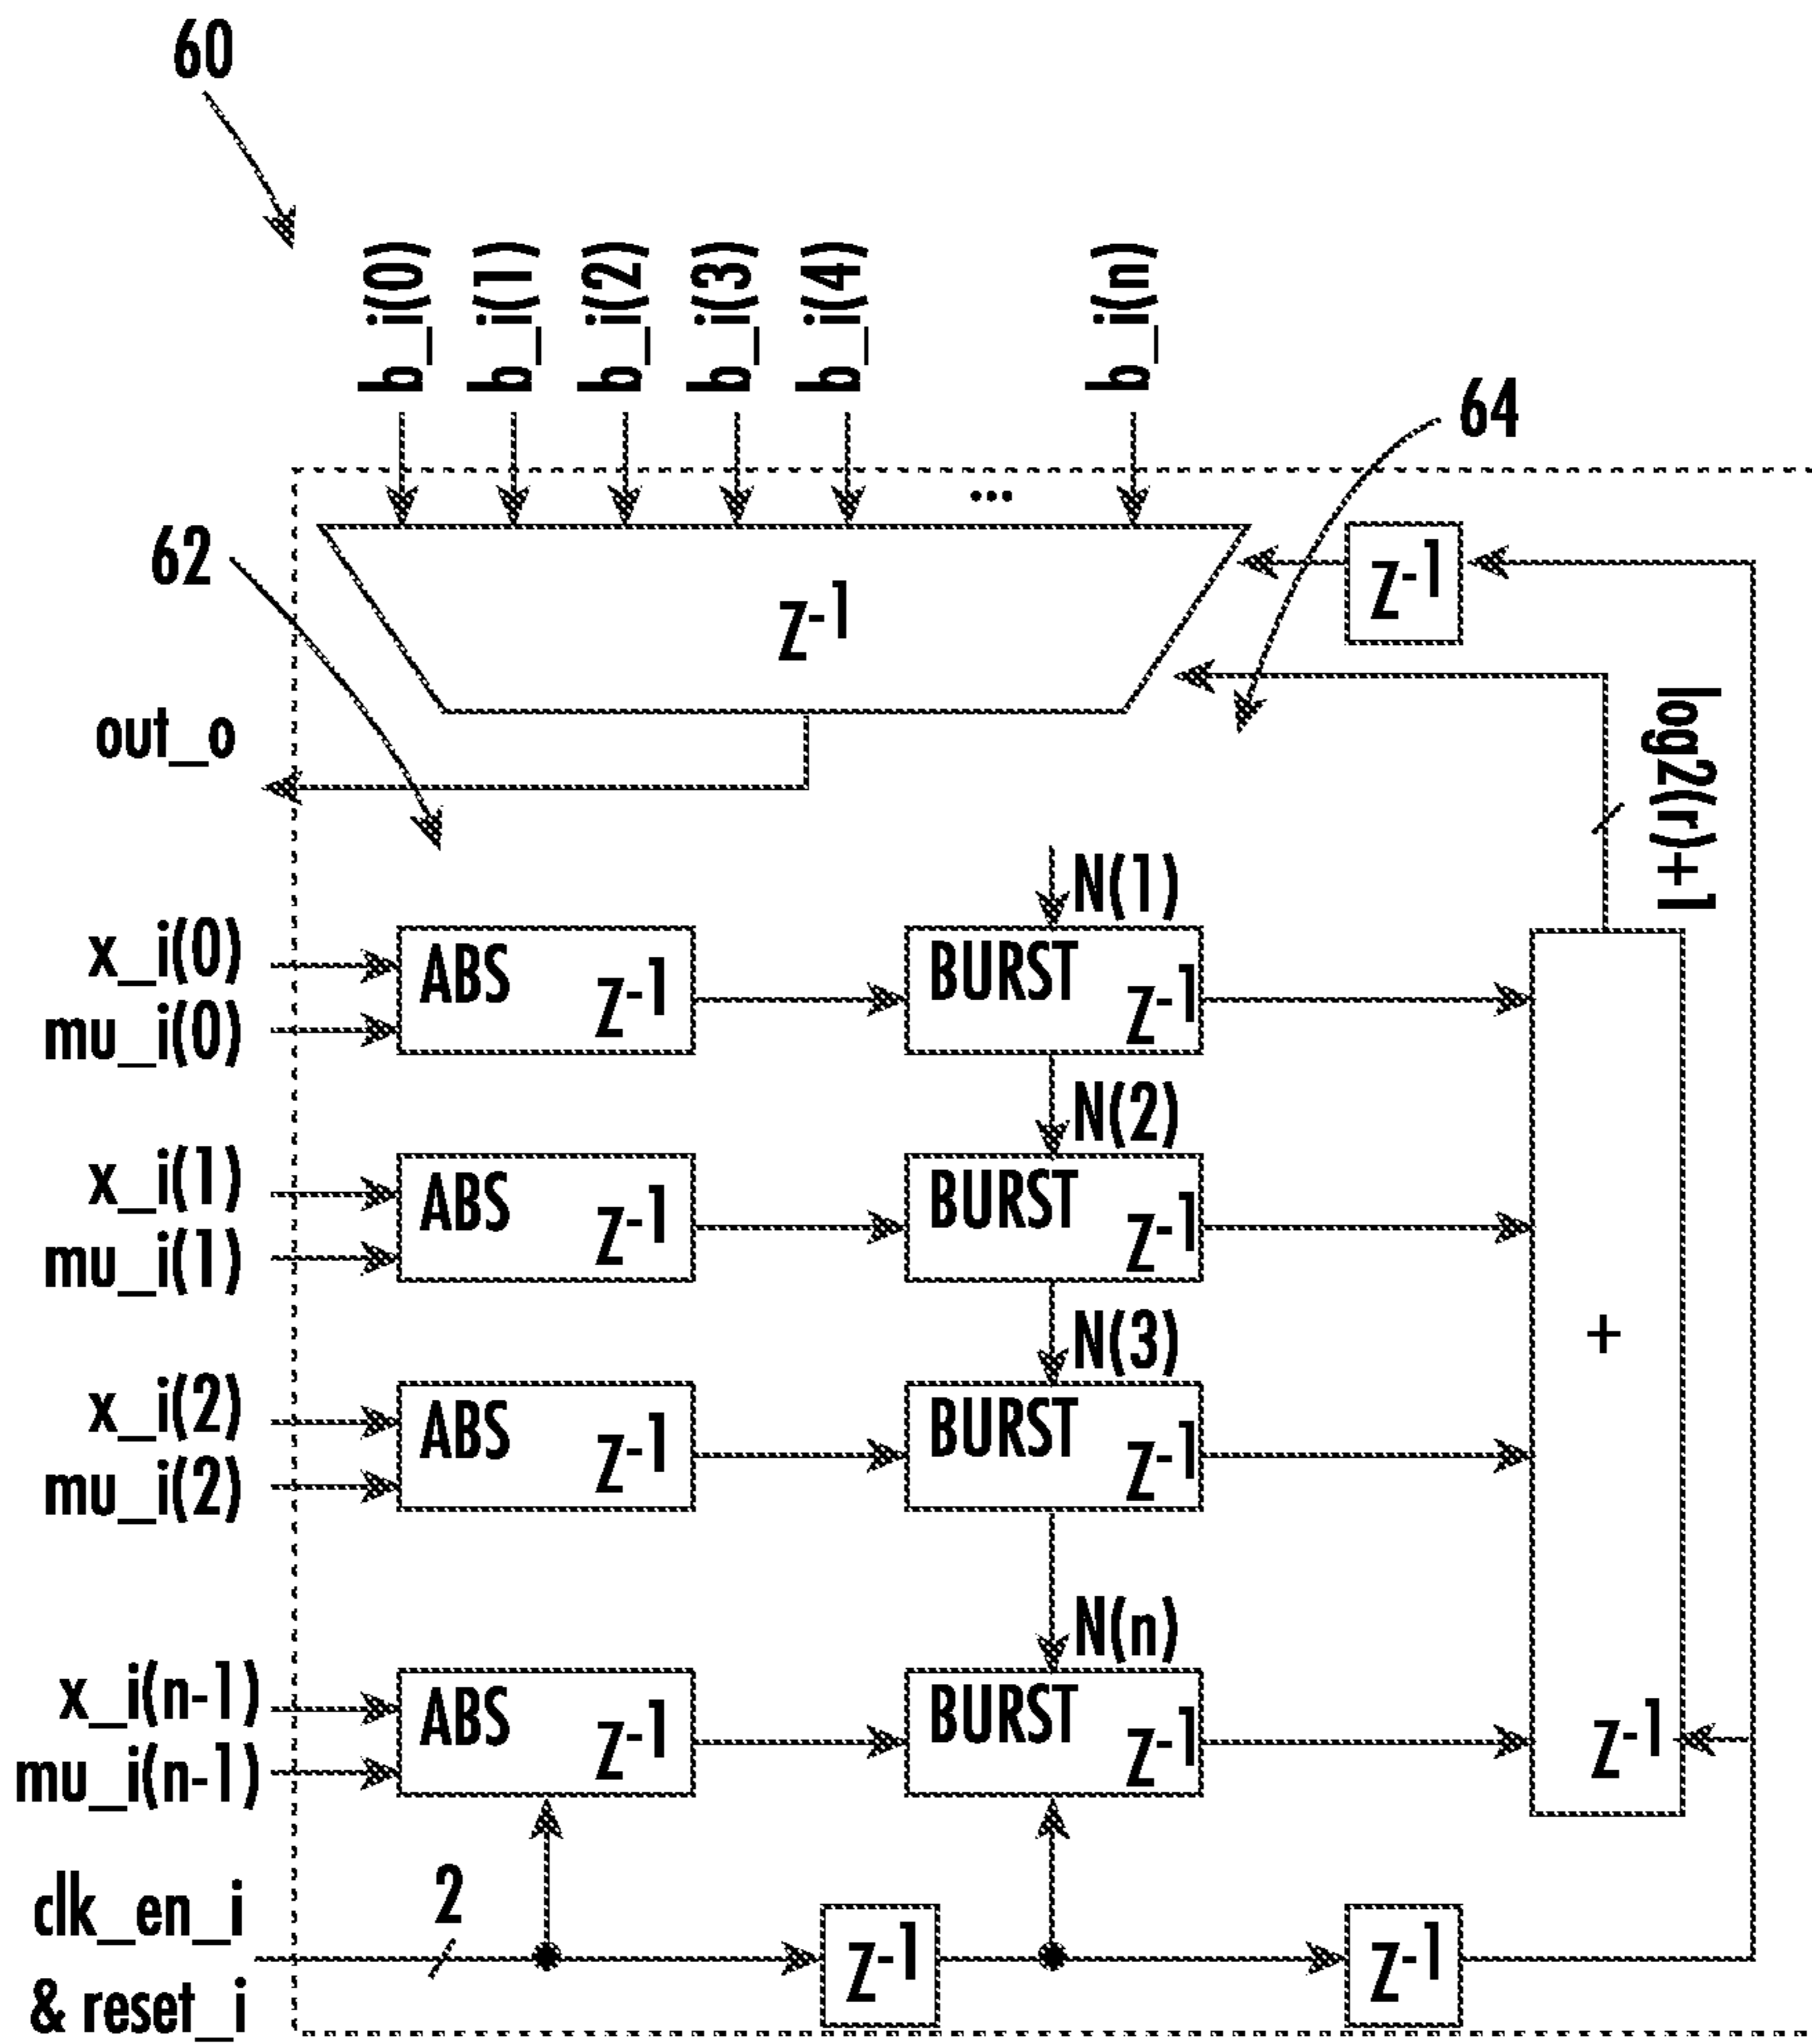 60
b_i(0)
b_i(1)
b_i(2)
b_i(3)
b_i(4)
b_i(n)
64
...
62
z-1
z-1
out_o
log2(r)+1
N(1)
x_i(0)
ABS
z-1
BURST
z-1
mu_i(0)
N(2)
x_i(1)
ABS
z-1
BURST
z-1
mu_i(1)
N(3)
+
x_i(2)
ABS
z-1
BURST
z-1
mu_i(2)
N(n)
x_i(n-1)
ABS
z-1
BURST
z-1
z-1
mu_i(n-1)
clk_en_i
2
& reset_i
z-1
z-1